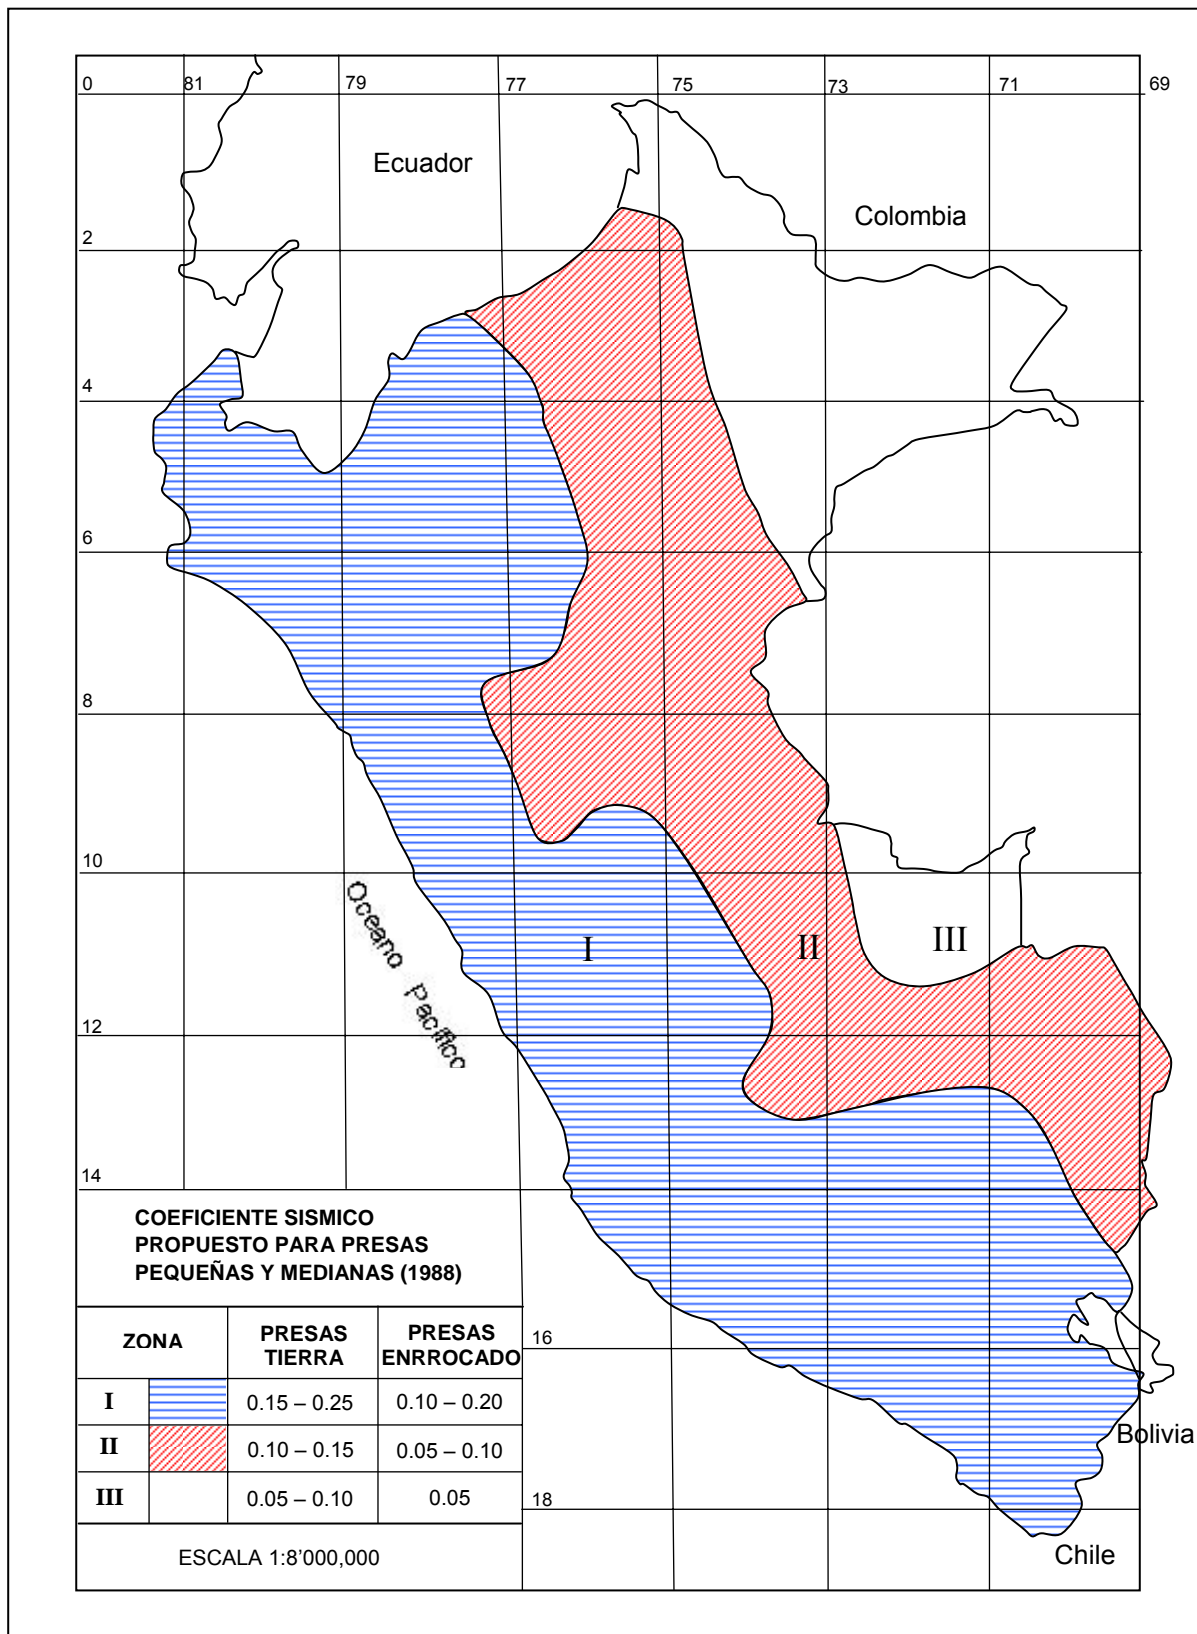 0 81 79 77 75 73 71 69
Ecuador
Colombia
2
4
6
8
10
Oceano Pacífico
I
II
III
12
14
COEFICIENTE SISMICO
PROPUESTO PARA PRESAS
PEQUEÑAS Y MEDIANAS (1988)
ZONA PRESAS TIERRA PRESAS ENRROCADO
I 0.15 – 0.25 0.10 – 0.20
II 0.10 – 0.15 0.05 – 0.10
III 0.05 – 0.10 0.05
ESCALA 1:8'000,000
16
Bolivia
18
Chile